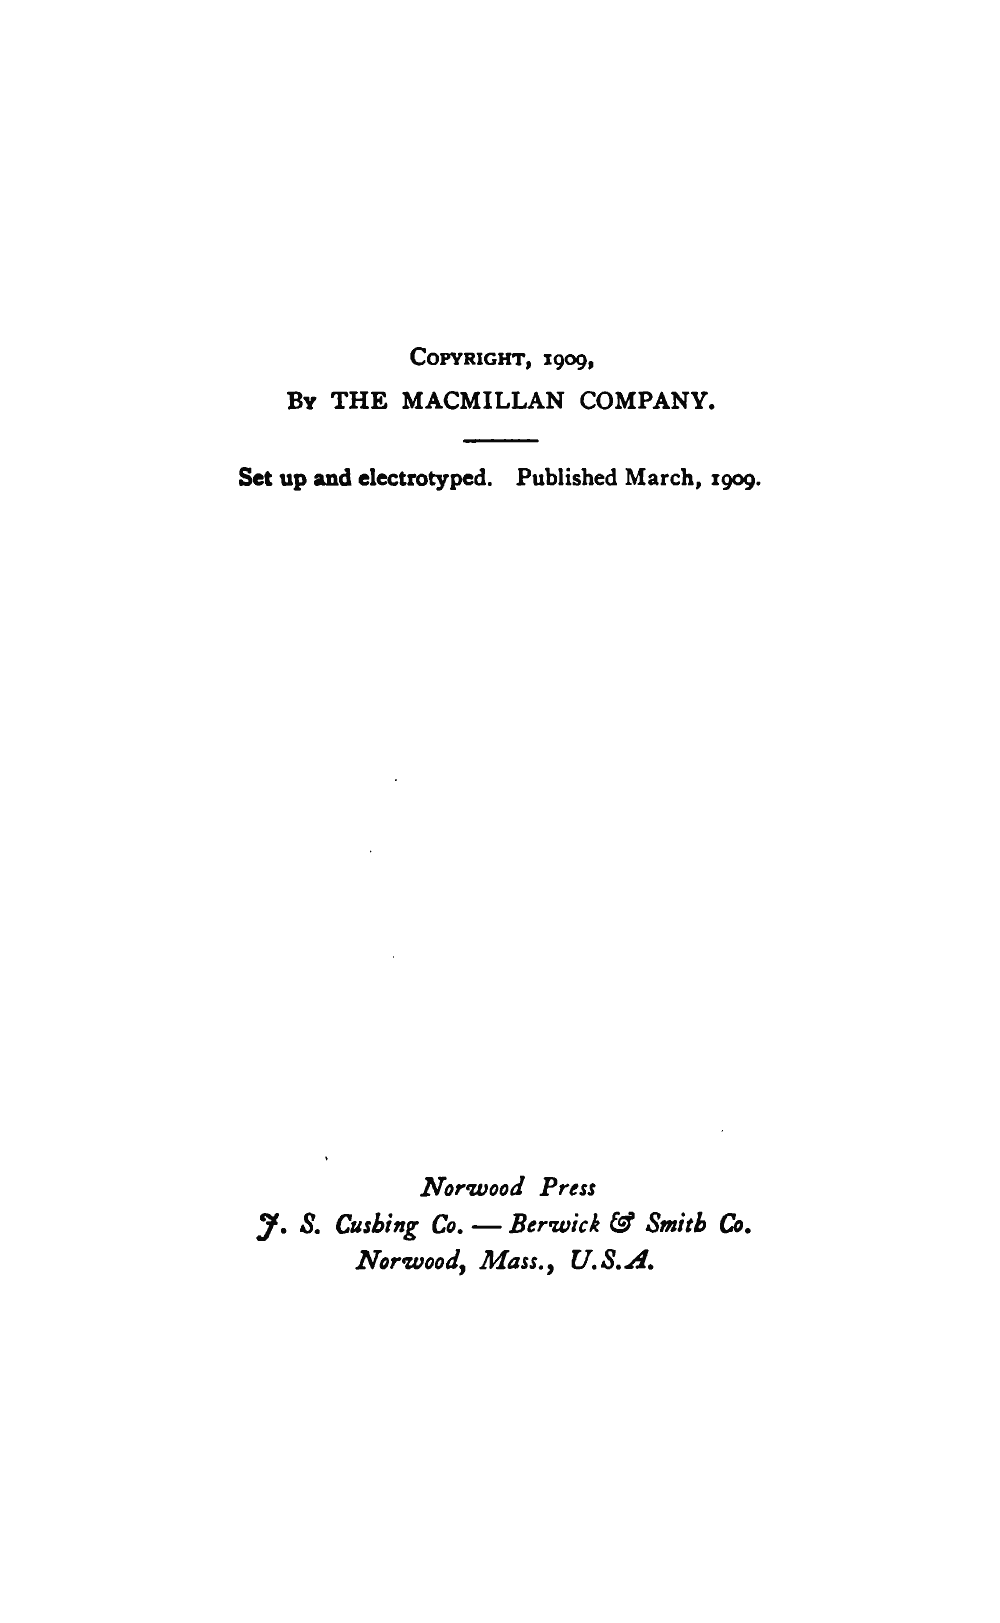 Copyright, 1909,
By THE MACMILLAN COMPANY.
Set up and electrotyped. Published March, 1909.
Norwood Press
J. S. Cushing Co. — Berwick & Smith Co.
Norwood, Mass., U.S.A.